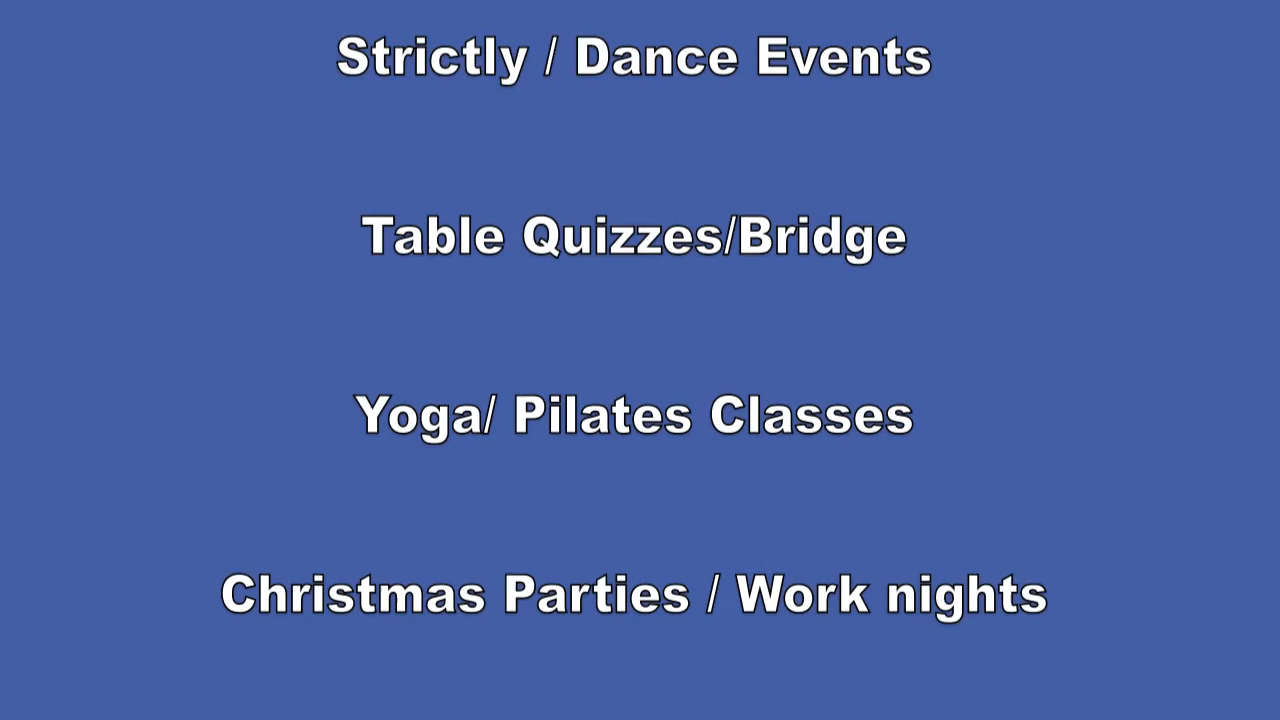 Strictly / Dance Events
Table Quizzes/Bridge
Yoga/ Pilates Classes
Christmas Parties / Work nights